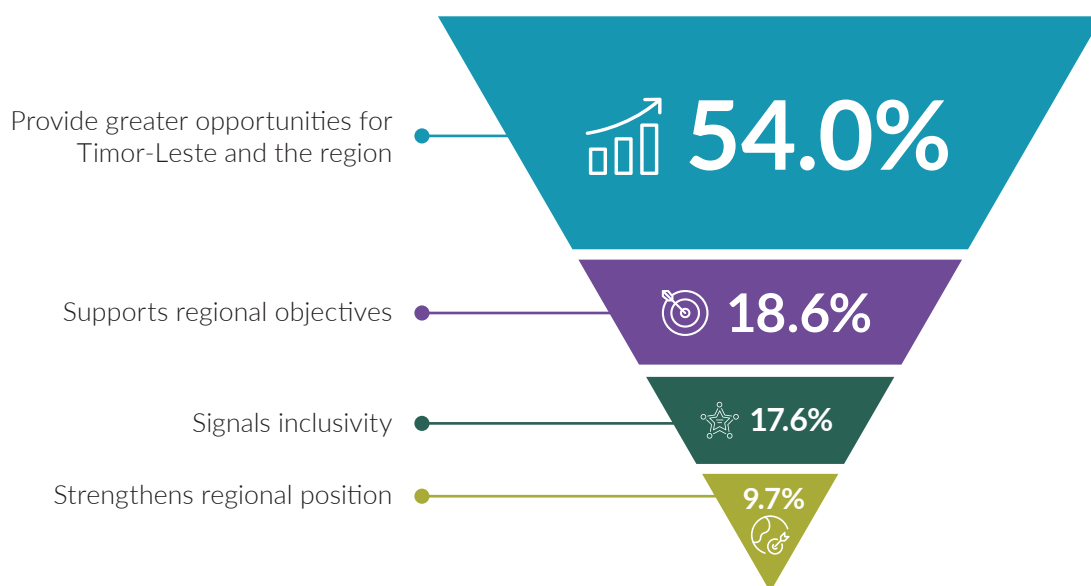 Provide greater opportunities for
Timor-Leste and the region
54.0%
Supports regional objectives
18.6%
Signals inclusivity
17.6%
Strengthens regional position
9.7%